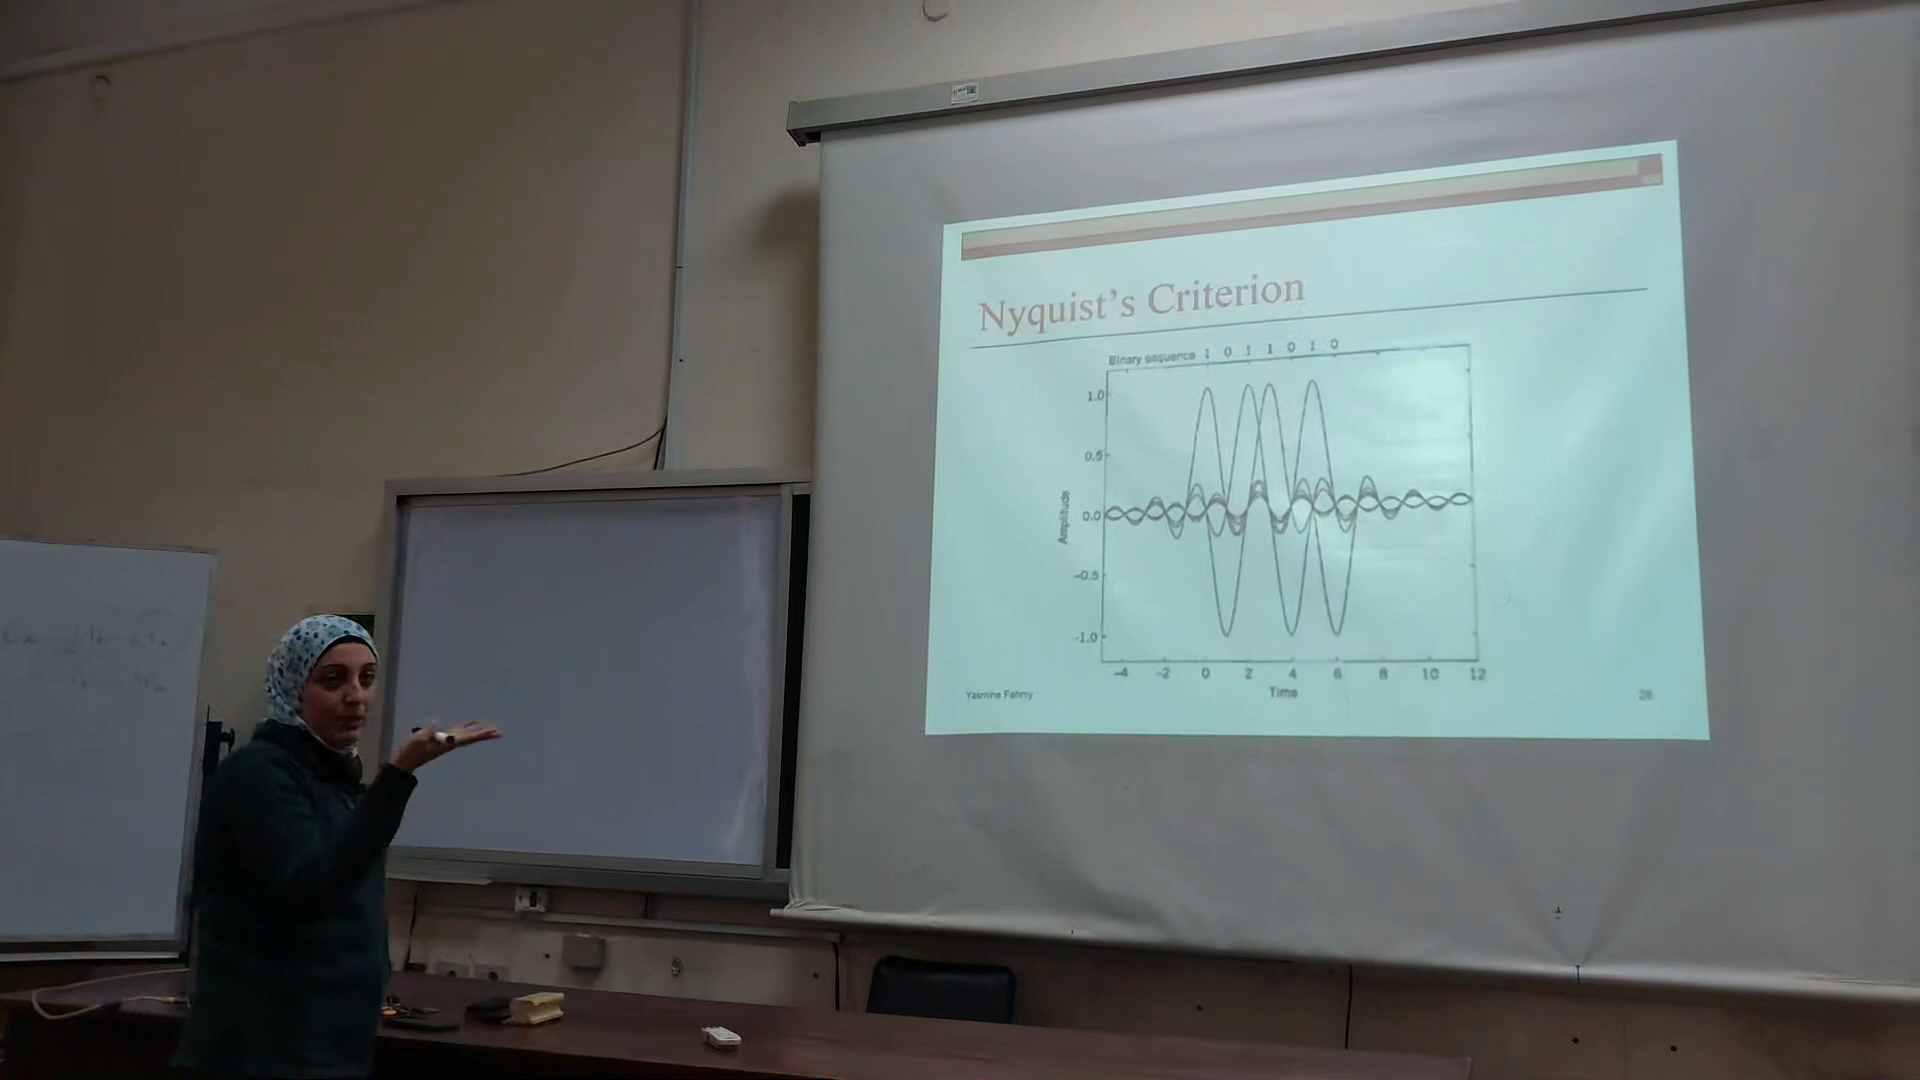 Nyquist's Criterion
Binary sequence 1 0 1 1 0 1 0
1.0
0.5
0.0
-0.5
-1.0
Amplitude
-4 -2 0 2 4 6 8 10 12
Time
Yasmine Fahmy
28